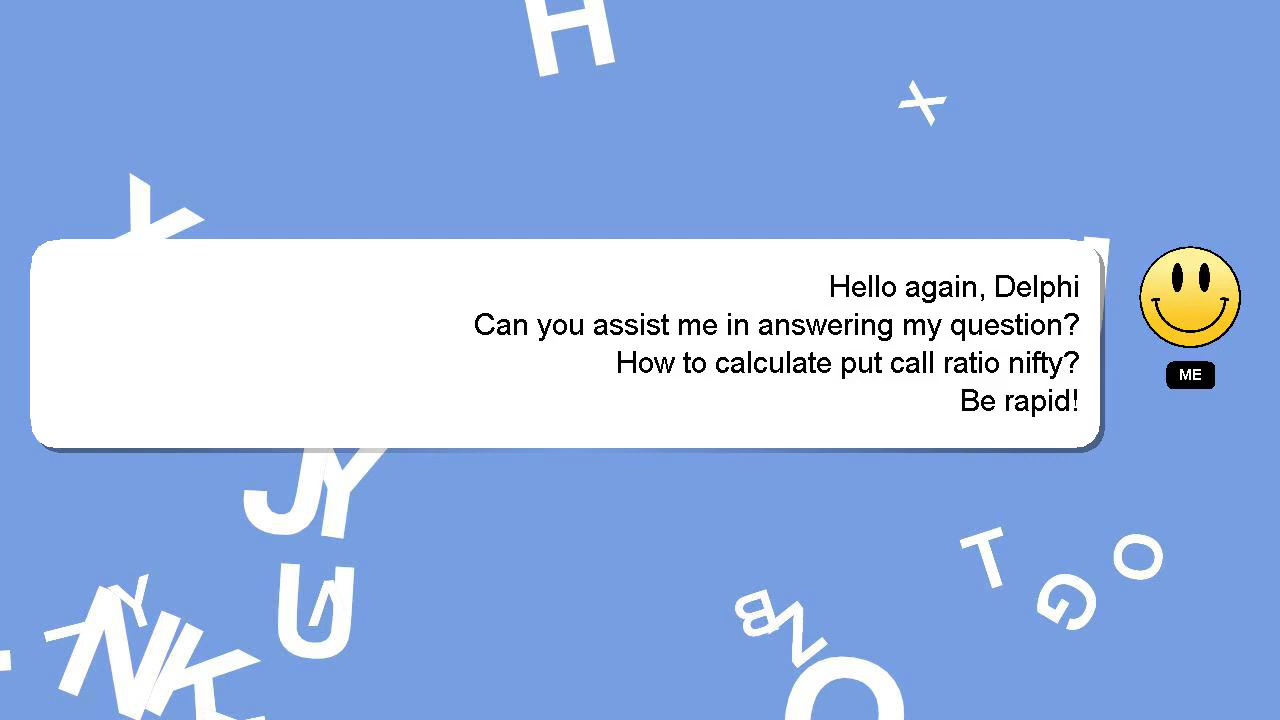 Hello again, Delphi
Can you assist me in answering my question?
How to calculate put call ratio nifty?
Be rapid!
ME
H
X
Y
J
Y
U
Λ
Y
N
K
B
N
O
T
G
O